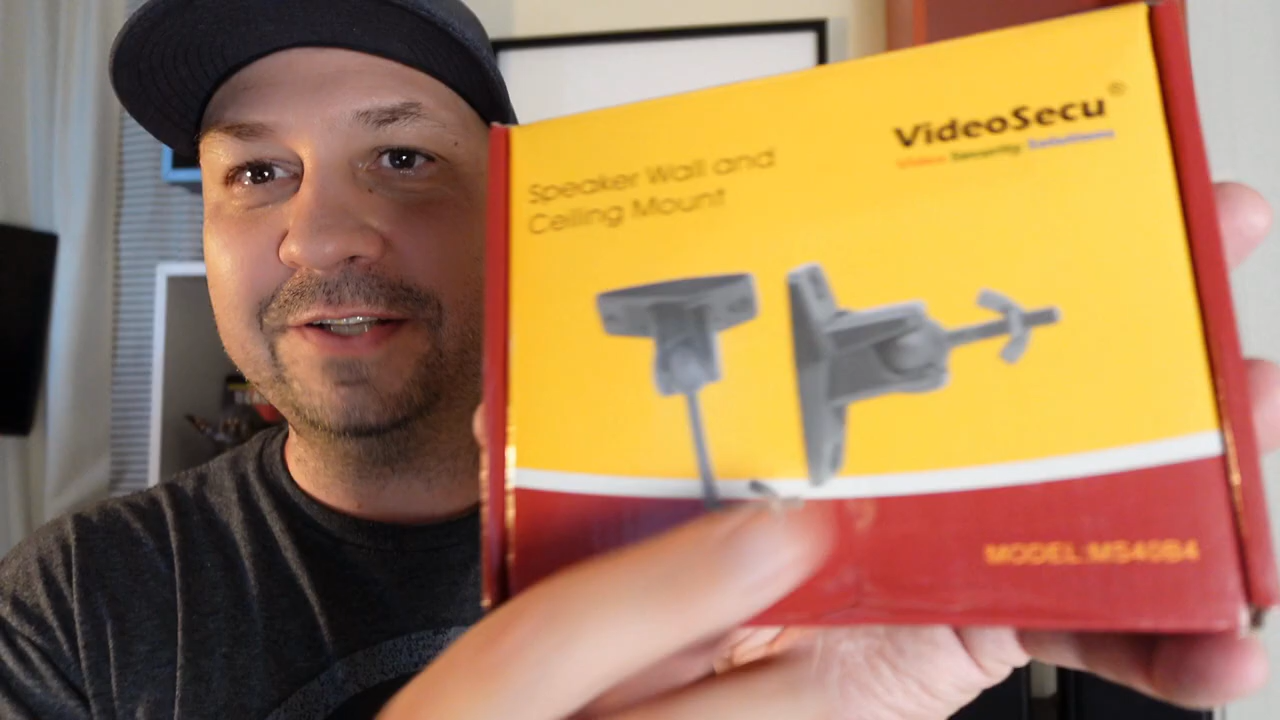 VideoSecu®
Video Security Solutions
Speaker Wall and
Ceiling Mount
MODEL:MS40B4